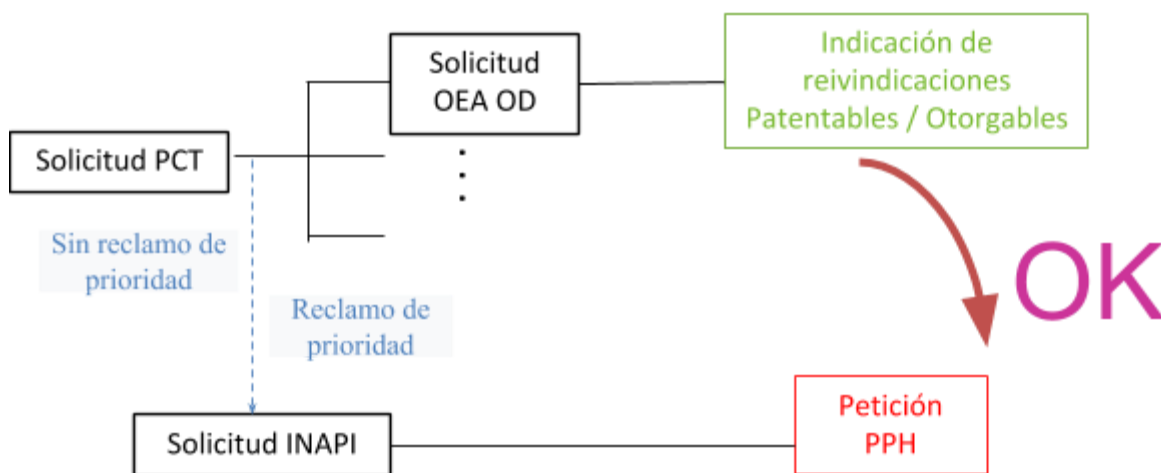 Solicitud
OEA OD
Indicación de
reivindicaciones
Patentables / Otorgables
Solicitud PCT
Sin reclamo de
prioridad
Reclamo de
prioridad
OK
Solicitud INAPI
Petición
PPH